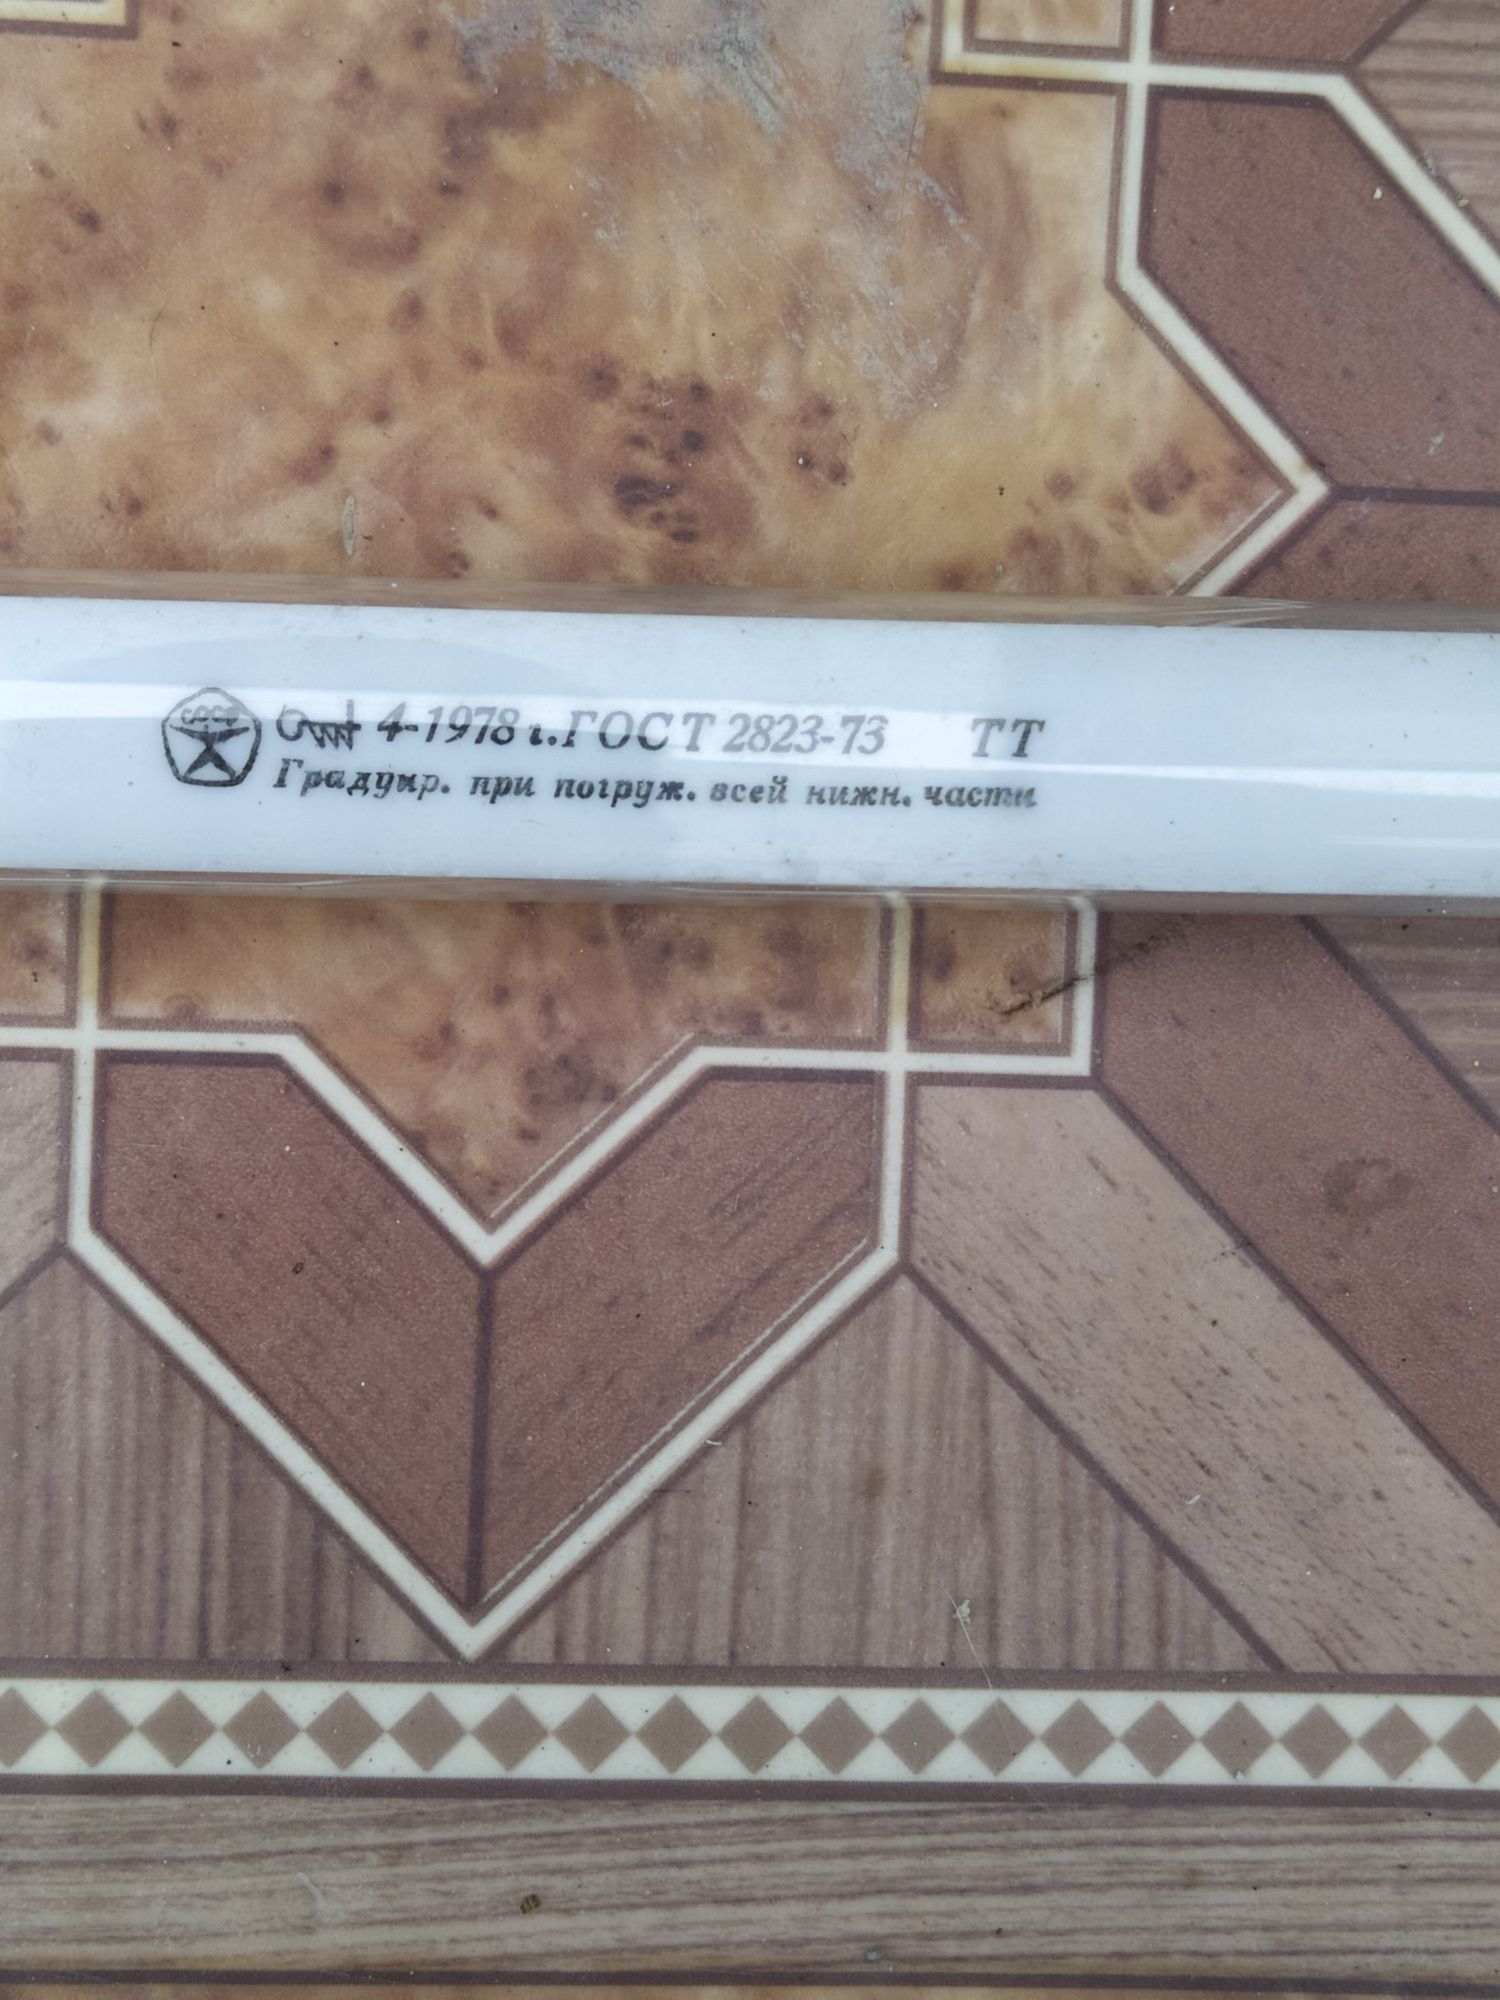 СССР 4-1978 г. ГОСТ 2823-73 ТТ
Градуир. при погруж. всей нижн. части